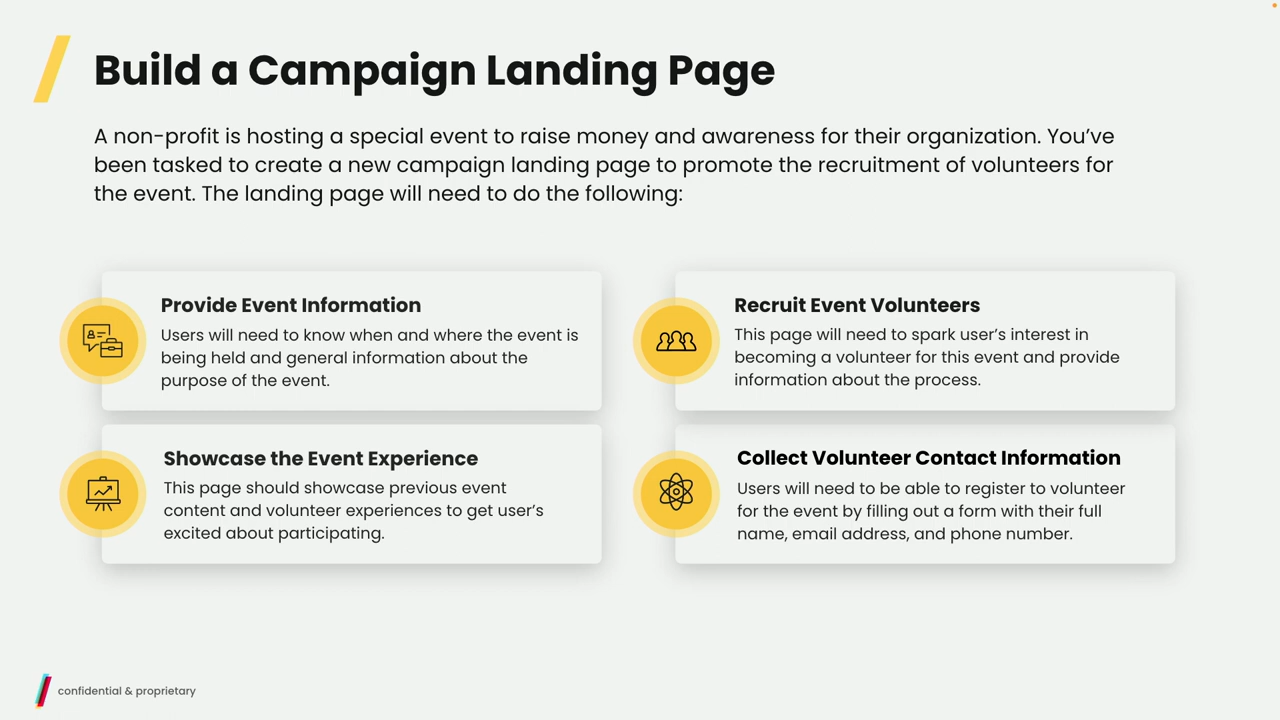 Build a Campaign Landing Page
A non-profit is hosting a special event to raise money and awareness for their organization. You’ve
been tasked to create a new campaign landing page to promote the recruitment of volunteers for
the event. The landing page will need to do the following:
Provide Event Information
Users will need to know when and where the event is
being held and general information about the
purpose of the event.
Recruit Event Volunteers
This page will need to spark user’s interest in
becoming a volunteer for this event and provide
information about the process.
Showcase the Event Experience
This page should showcase previous event
content and volunteer experiences to get user’s
excited about participating.
Collect Volunteer Contact Information
Users will need to be able to register to volunteer
for the event by filling out a form with their full
name, email address, and phone number.
confidential & proprietary